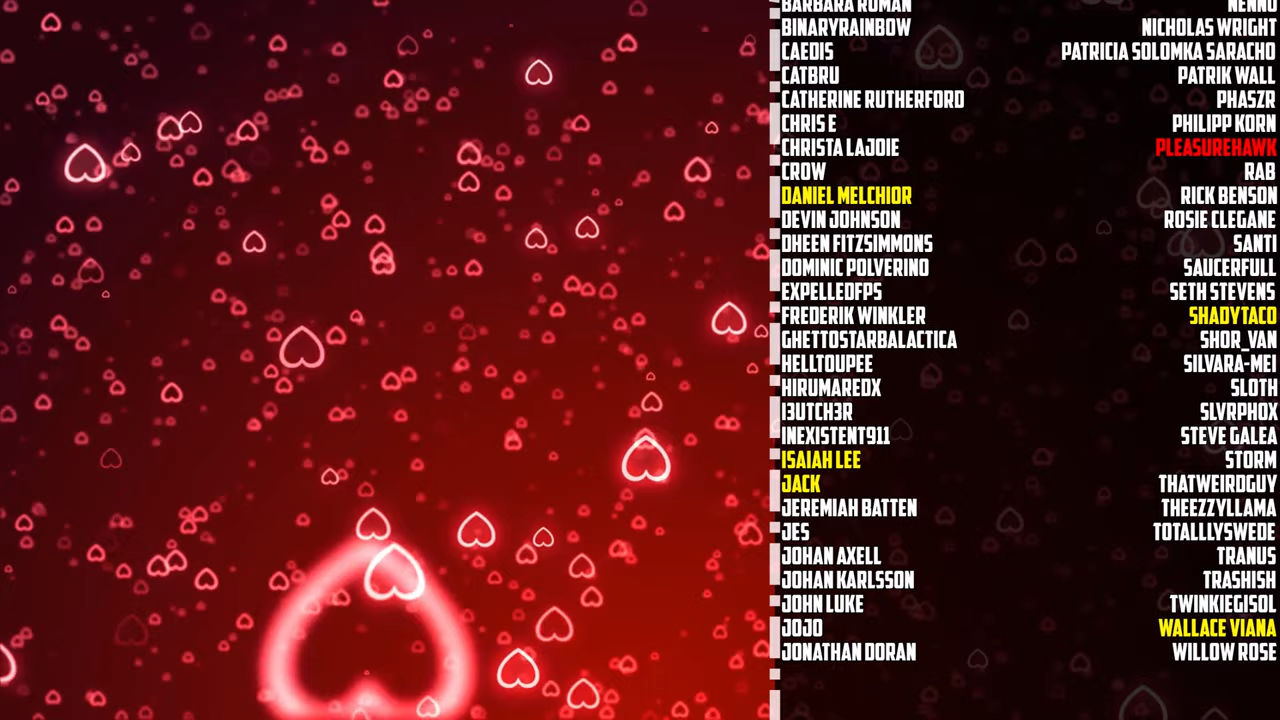 BARBARA ROMAN
BINARYRAINBOW
CAEDIS
CATBRU
CATHERINE RUTHERFORD
CHRIS E
CHRISTA LAJOIE
CROW
DANIEL MELCHIOR
DEVIN JOHNSON
DHEEN FITZSIMMONS
DOMINIC POLVERINO
EXPELLEDFPS
FREDERIK WINKLER
GHETTOSTARBALACTICA
HELLTOUPEE
HIRUMAREDX
I3UTCH3R
INEXISTENT911
ISAIAH LEE
JACK
JEREMIAH BATTEN
JES
JOHAN AXELL
JOHAN KARLSSON
JOHN LUKE
JOJO
JONATHAN DORAN
NENNO
NICHOLAS WRIGHT
PATRICIA SOLOMKA SARACHO
PATRIK WALL
PHASZR
PHILIPP KORN
PLEASUREHAWK
RAB
RICK BENSON
ROSIE CLEGANE
SANTI
SAUCERFULL
SETH STEVENS
SHADYTACO
SHOR_VAN
SILVARA-MEI
SLOTH
SLVRPHOX
STEVE GALEA
STORM
THATWEIRDGUY
THEEZZYLLAMA
TOTALLLYSWEDE
TRANUS
TRASHISH
TWINKIEGISOL
WALLACE VIANA
WILLOW ROSE